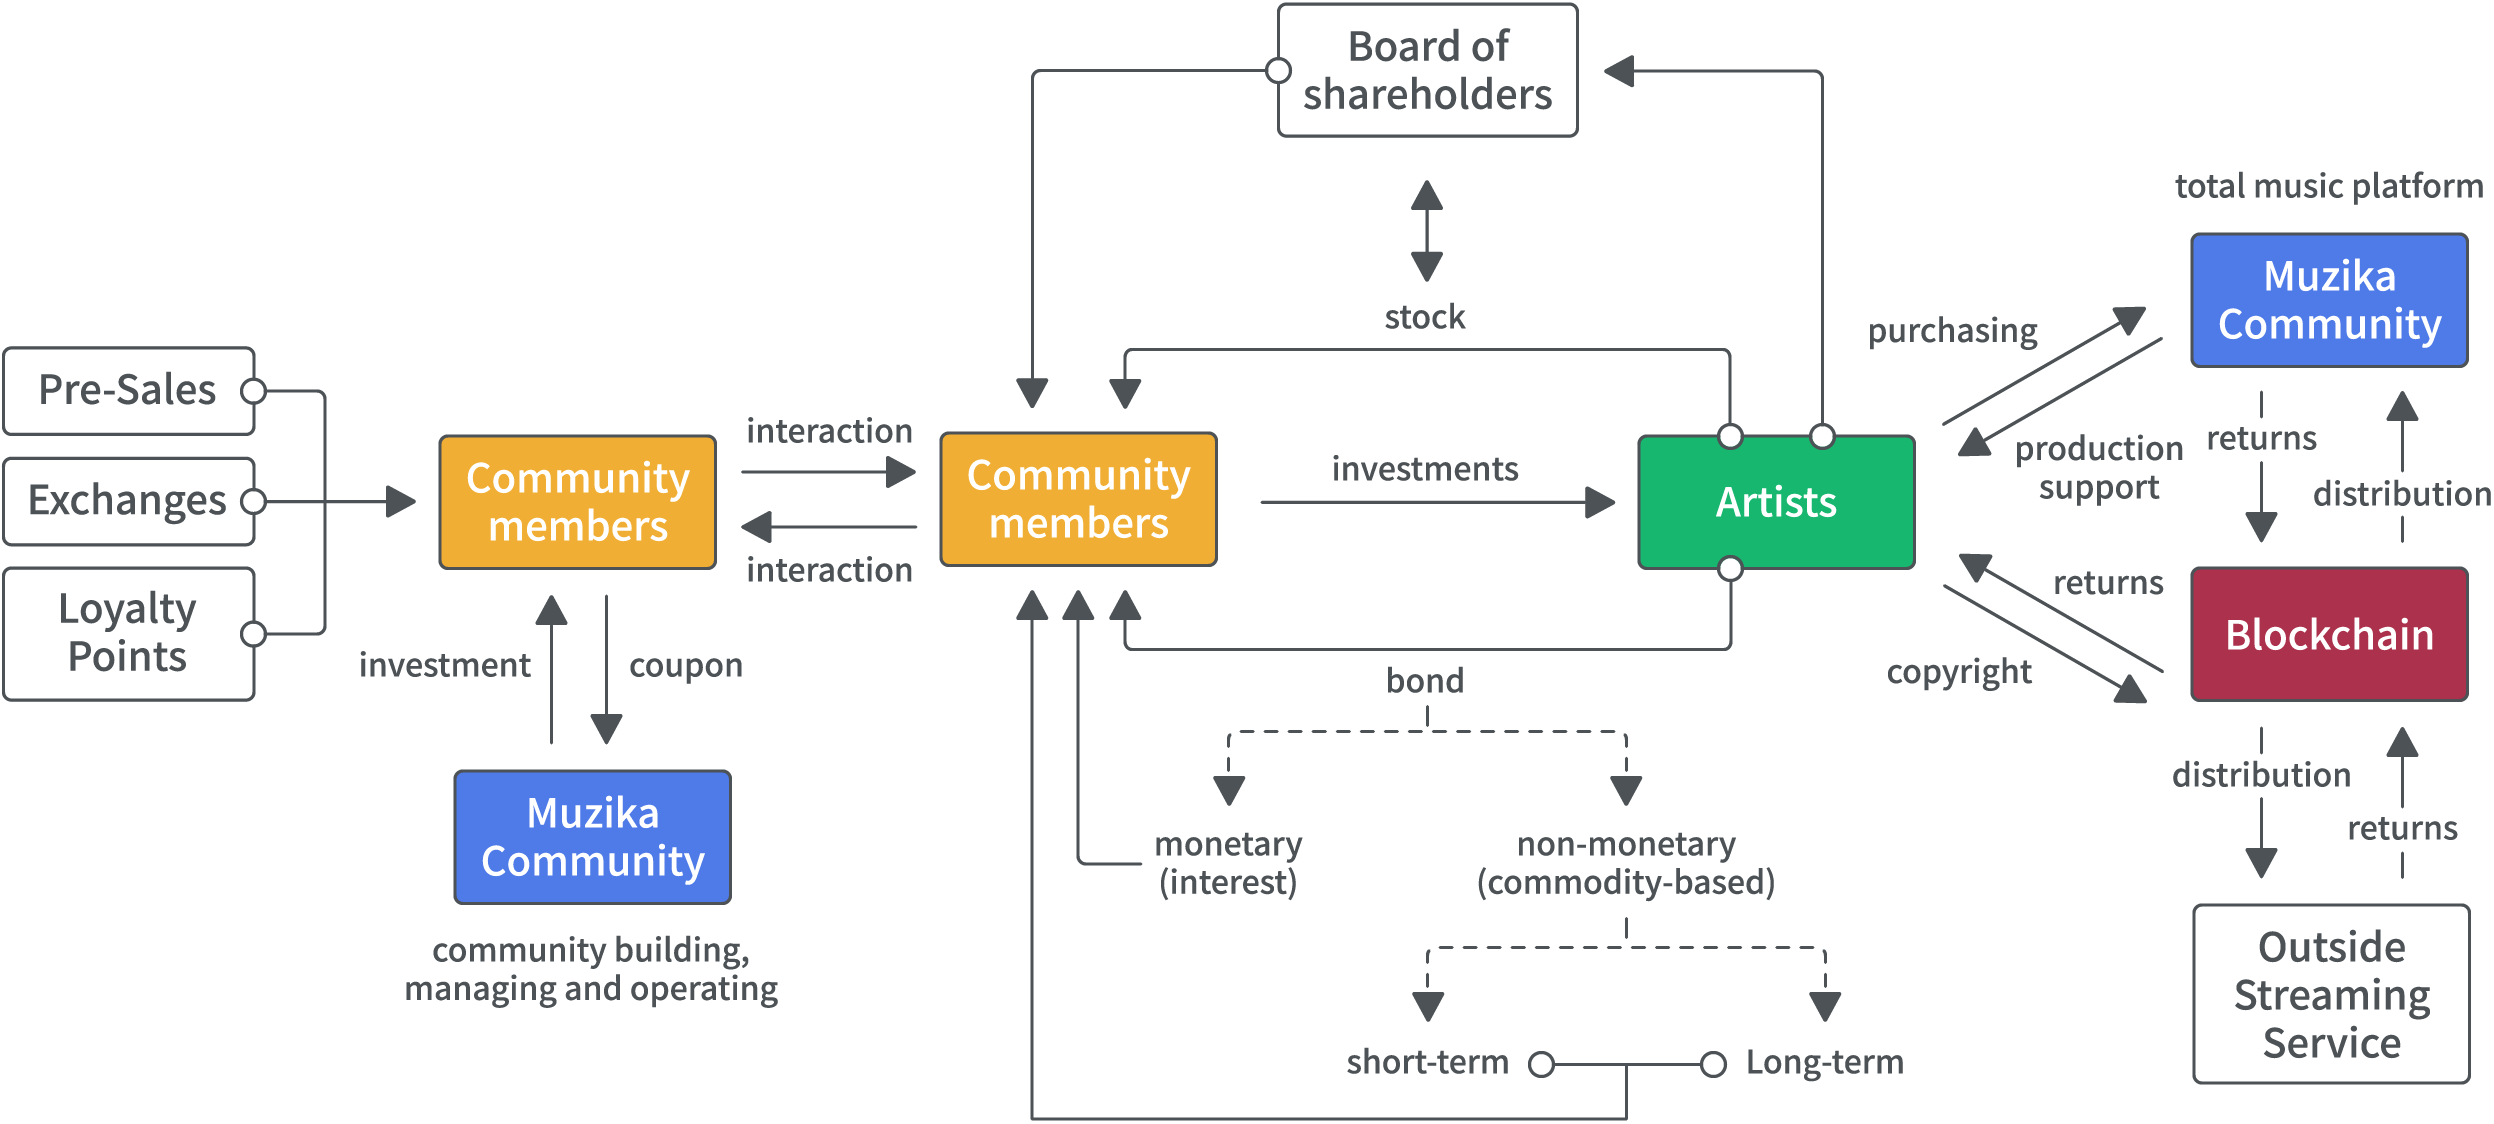 Board of
shareholders
total music platform
Muzika
Community
stock
purchasing
Pre-Sales
Exchanges
Loyalty
Points
Community
members
interaction
interaction
Community
members
investments
Artists
production
support
returns
distribution
returns
copyright
Blockchain
investment
coupon
bond
Muzika
Community
community building,
managing and operating
monetary
(interest)
non-monetary
(commodity-based)
distribution
returns
short-term
Long-term
Outside
Streaming
Service